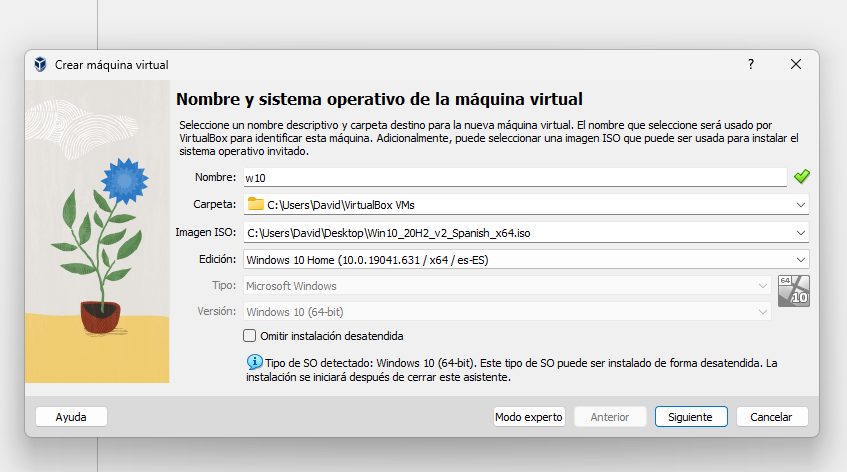 Crear máquina virtual
?
Nombre y sistema operativo de la máquina virtual
Seleccione un nombre descriptivo y carpeta destino para la nueva máquina virtual. El nombre que seleccione será usado por
VirtualBox para identificar esta máquina. Adicionalmente, puede seleccionar una imagen ISO que puede ser usada para instalar el
sistema operativo invitado.
Nombre: w10
Carpeta: C:\Users\David\VirtualBox VMs
Imagen ISO: C:\Users\David\Desktop\Win10_20H2_v2_Spanish_x64.iso
Edición: Windows 10 Home (10.0.19041.631 / x64 / es-ES)
Tipo: Microsoft Windows
64
10
Versión: Windows 10 (64-bit)
Omitir instalación desatendida
Tipo de SO detectado: Windows 10 (64-bit). Este tipo de SO puede ser instalado de forma desatendida. La
instalación se iniciará después de cerrar este asistente.
Ayuda Modo experto Anterior Siguiente Cancelar